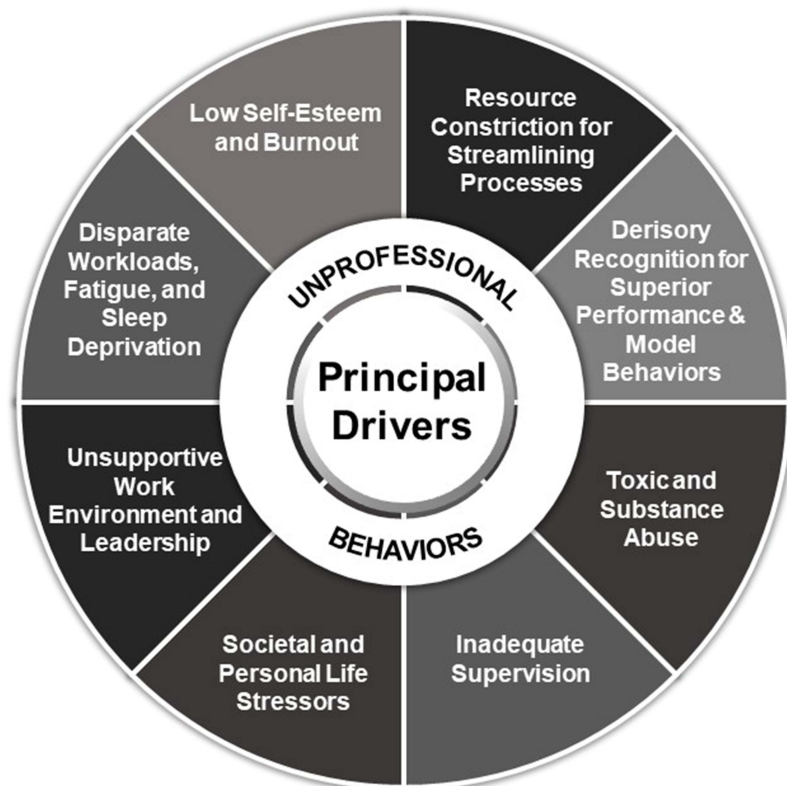 UNPROFESSIONAL
Principal
Drivers
BEHAVIORS
Resource
Constriction for
Streamlining
Processes
Derisory
Recognition for
Superior
Performance &
Model
Behaviors
Toxic and
Substance
Abuse
Inadequate
Supervision
Societal and
Personal Life
Stressors
Unsupportive
Work
Environment and
Leadership
Disparate
Workloads,
Fatigue, and
Sleep
Deprivation
Low Self-Esteem
and Burnout